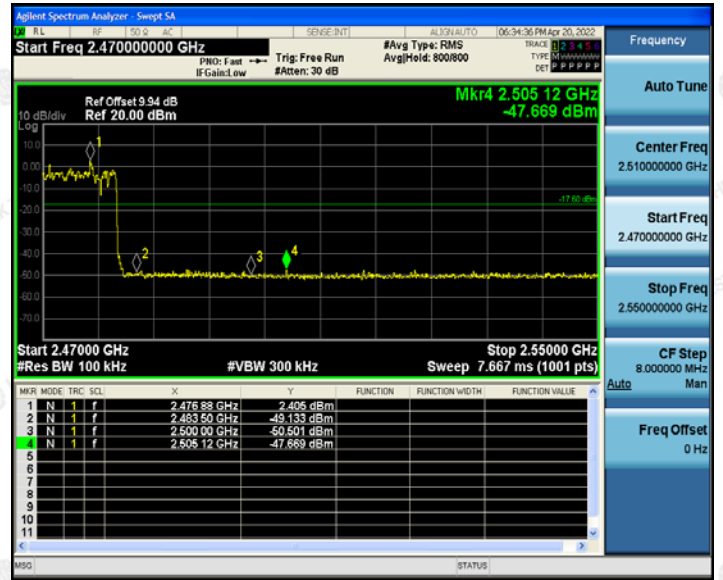 Agilent Spectrum Analyzer - Swept SA
RL RF 50 Ω AC SENSE:INT ALIGN AUTO 06:34:36 PM Apr 20, 2022
Start Freq 2.470000000 GHz
PNO: Fast
IFGain:Low
Trig: Free Run
#Atten: 30 dB
#Avg Type: RMS
Avg|Hold: 800/800
TRACE 1 2 3 4 5 6
TYPE M
DET P P P P P P
Ref Offset 9.94 dB
Ref 20.00 dBm
10 dB/div
Log
Mkr4 2.505 12 GHz
-47.669 dBm
10.0
0.00
-10.0
-20.0
-30.0
-40.0
-50.0
-60.0
-70.0
1
2
3
4
-17.60 dBm
Start 2.47000 GHz
Stop 2.55000 GHz
#Res BW 100 kHz
#VBW 300 kHz
Sweep 7.667 ms (1001 pts)
MKR MODE TRC SCL X Y FUNCTION FUNCTION WIDTH FUNCTION VALUE
1 N 1 f 2.476 88 GHz 2.405 dBm
2 N 1 f 2.483 50 GHz -49.133 dBm
3 N 1 f 2.500 00 GHz -50.501 dBm
4 N 1 f 2.505 12 GHz -47.669 dBm
5
6
7
8
9
10
11
MSG
STATUS
Frequency
Auto Tune
Center Freq
2.510000000 GHz
Start Freq
2.470000000 GHz
Stop Freq
2.550000000 GHz
CF Step
8.000000 MHz
Auto Man
Freq Offset
0 Hz